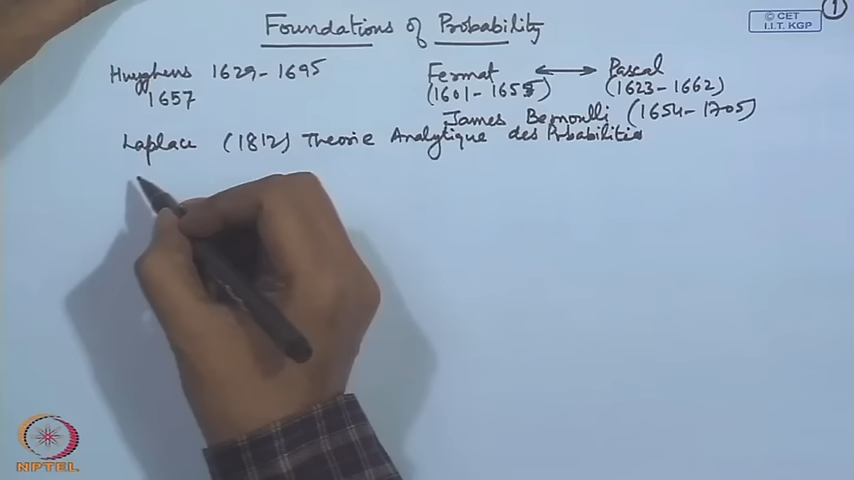 Foundations of Probability
© CET
I.I.T. KGP
1
Huyghens 1629-1695
1657
Fermat ↔ Pascal
(1601-1655) (1623-1662)
James Bernoulli (1654-1705)
Laplace (1812) Theorie Analytique des Probabilities
NPTEL